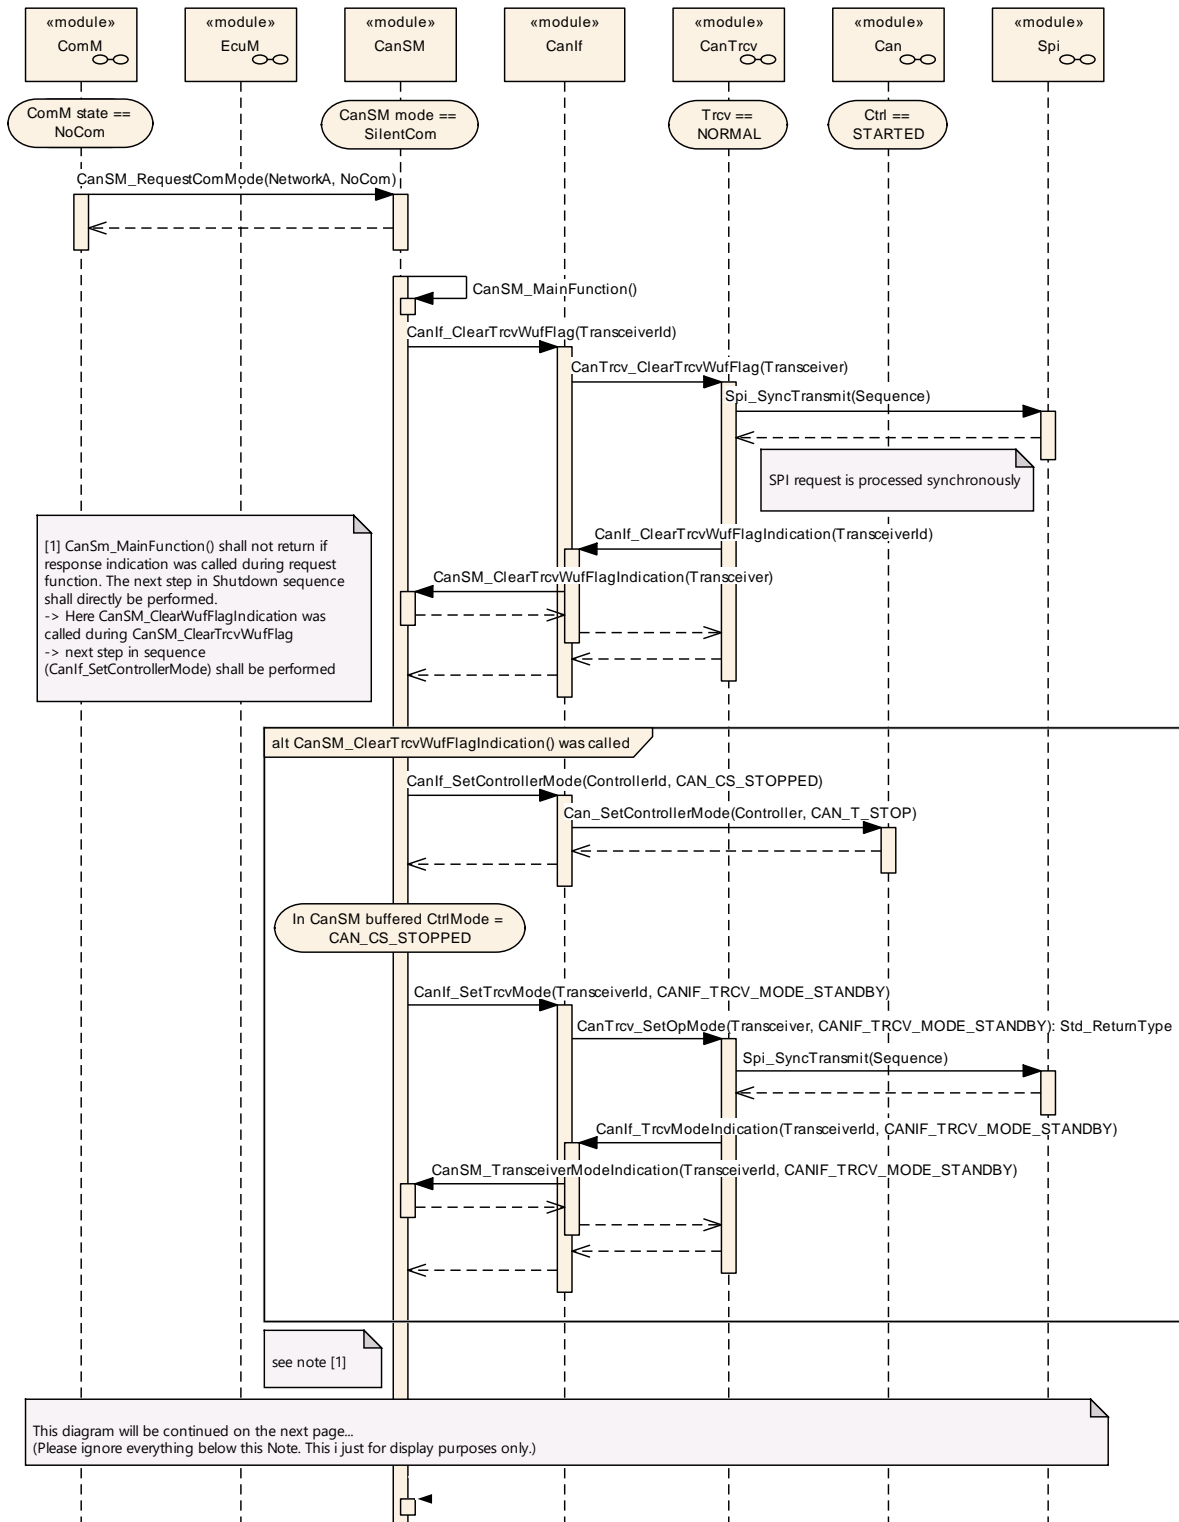 «module»
ComM
«module»
EcuM
«module»
CanSM
«module»
CanIf
«module»
CanTrcv
«module»
Can
«module»
Spi
ComM state ==
NoCom
CanSM mode ==
SilentCom
Trcv ==
NORMAL
Ctrl ==
STARTED
CanSM_RequestComMode(NetworkA, NoCom)
CanSM_MainFunction()
CanIf_ClearTrcvWufFlag(TransceiverId)
CanTrcv_ClearTrcvWufFlag(Transceiver)
Spi_SyncTransmit(Sequence)
SPI request is processed synchronously
CanIf_ClearTrcvWufFlagIndication(TransceiverId)
CanSM_ClearTrcvWufFlagIndication(Transceiver)
[1] CanSm_MainFunction() shall not return if
response indication was called during request
function. The next step in Shutdown sequence
shall directly be performed.
-> Here CanSM_ClearWufFlagIndication was
called during CanSM_ClearTrcvWufFlag
-> next step in sequence
(CanIf_SetControllerMode) shall be performed
alt CanSM_ClearTrcvWufFlagIndication() was called
CanIf_SetControllerMode(ControllerId, CAN_CS_STOPPED)
Can_SetControllerMode(Controller, CAN_T_STOP)
In CanSM buffered CtrlMode =
CAN_CS_STOPPED
CanIf_SetTrcvMode(TransceiverId, CANIF_TRCV_MODE_STANDBY)
CanTrcv_SetOpMode(Transceiver, CANIF_TRCV_MODE_STANDBY): Std_ReturnType
Spi_SyncTransmit(Sequence)
CanIf_TrcvModeIndication(TransceiverId, CANIF_TRCV_MODE_STANDBY)
CanSM_TransceiverModeIndication(TransceiverId, CANIF_TRCV_MODE_STANDBY)
see note [1]
This diagram will be continued on the next page...
(Please ignore everything below this Note. This i just for display purposes only.)